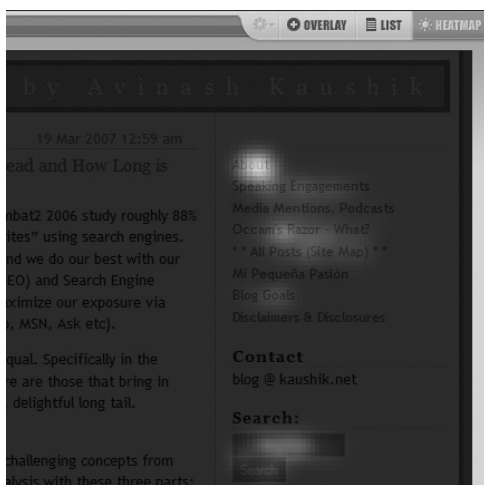 OVERLAY LIST HEATMAP
by Avinash Kaushik
19 Mar 2007 12:59 am
ead and How Long is
mbat2 2006 study roughly 88%
ites” using search engines.
nd we do our best with our
EO) and Search Engine
aximize our exposure via
o, MSN, Ask etc).
qual. Specifically in the
re are those that bring in
delightful long tail.
challenging concepts from
alysis with these three parts:
About
Speaking Engagements
Media Mentions, Podcasts
Occam's Razor - What?
* * All Posts (Site Map) * *
Mi Pequeña Pasión
Blog Goals
Disclaimers & Disclosures
Contact
blog @ kaushik.net
Search:
Search